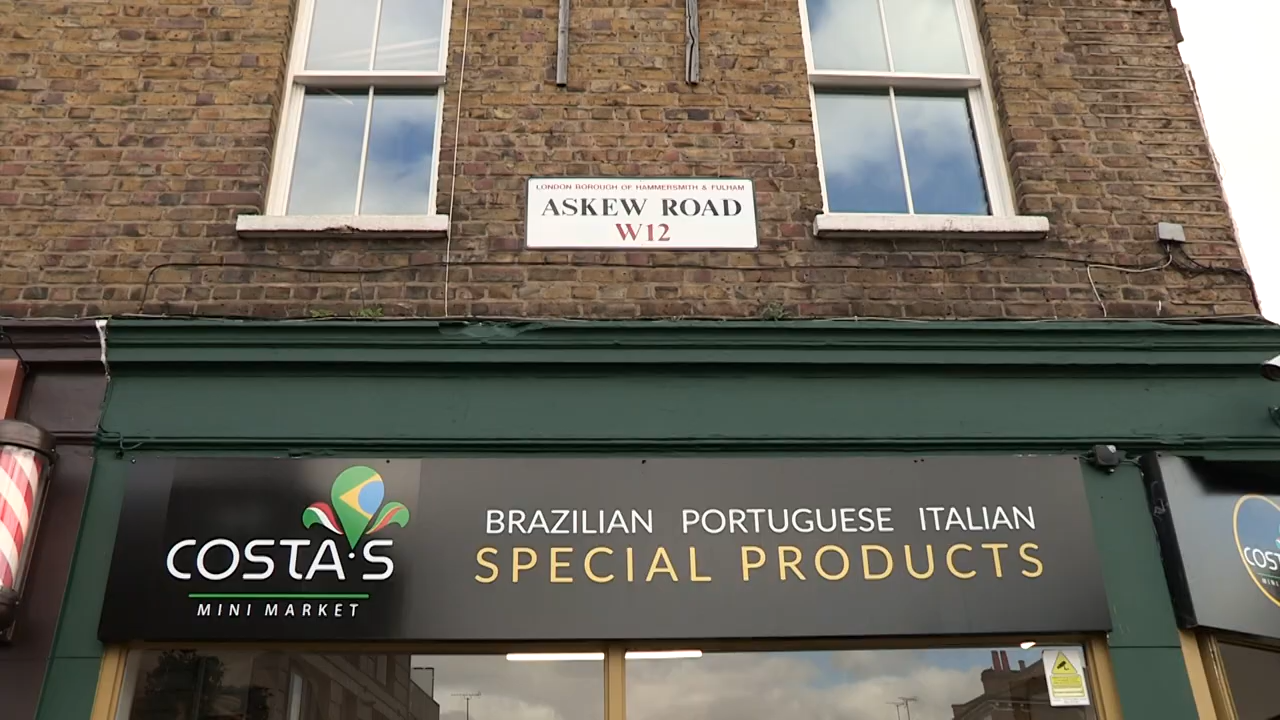 LONDON BOROUGH OF HAMMERSMITH & FULHAM
ASKEW ROAD
W12
COSTA'S
MINI MARKET
BRAZILIAN PORTUGUESE ITALIAN
SPECIAL PRODUCTS